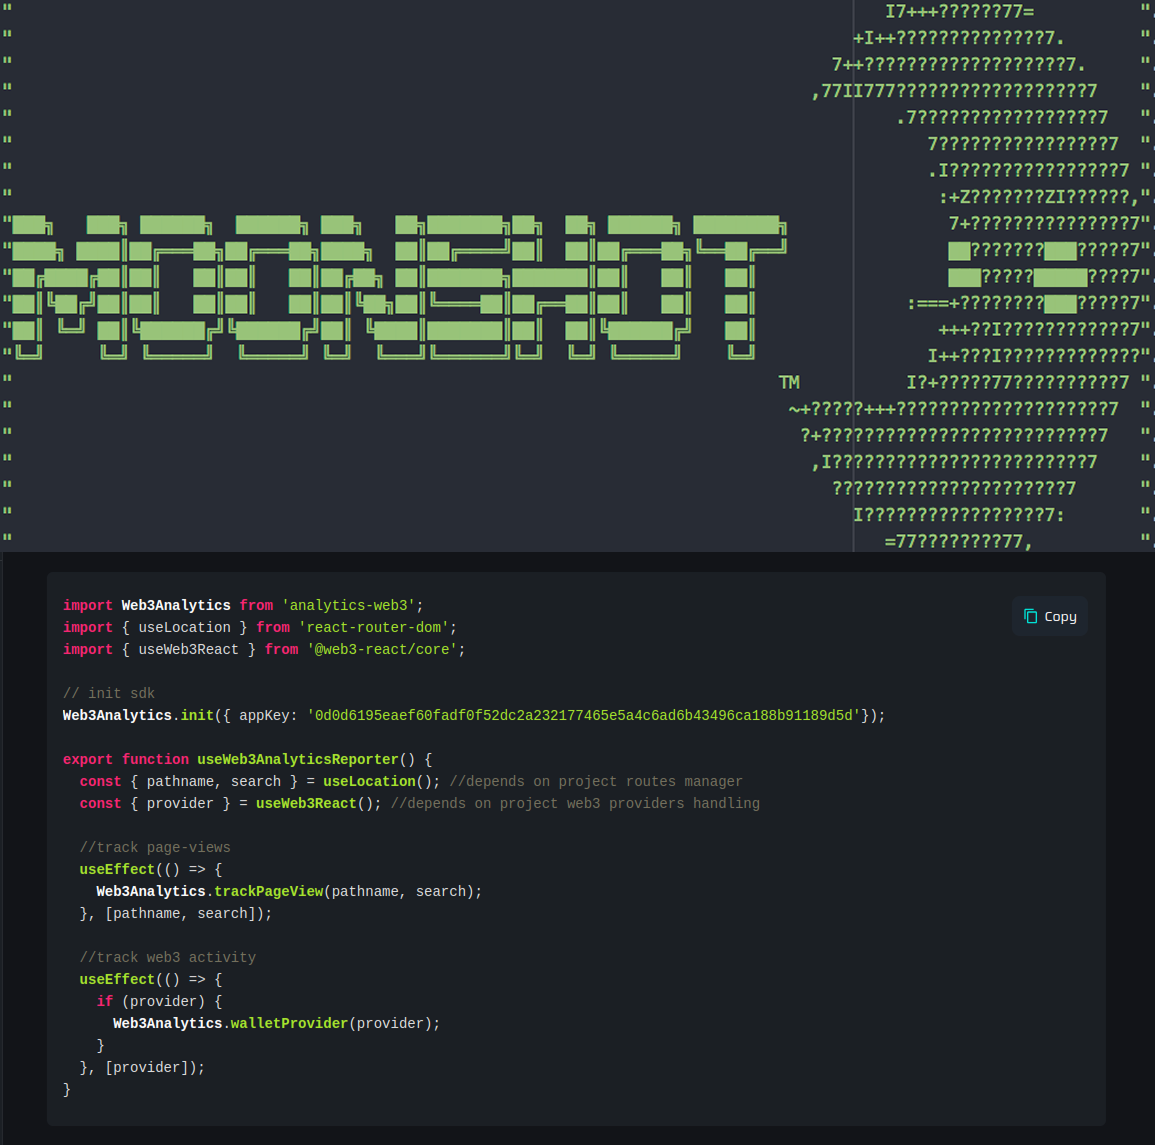 MOONSHOT
TM
Copy
import Web3Analytics from 'analytics-web3';
import { useLocation } from 'react-router-dom';
import { useWeb3React } from '@web3-react/core';
// init sdk
Web3Analytics.init({ appKey: '0d0d6195eaef60fadf0f52dc2a232177465e5a4c6ad6b43496ca188b91189d5d'});
export function useWeb3AnalyticsReporter() {
const { pathname, search } = useLocation(); //depends on project routes manager
const { provider } = useWeb3React(); //depends on project web3 providers handling
//track page-views
useEffect(() => {
Web3Analytics.trackPageView(pathname, search);
}, [pathname, search]);
//track web3 activity
useEffect(() => {
if (provider) {
Web3Analytics.walletProvider(provider);
}
}, [provider]);
}